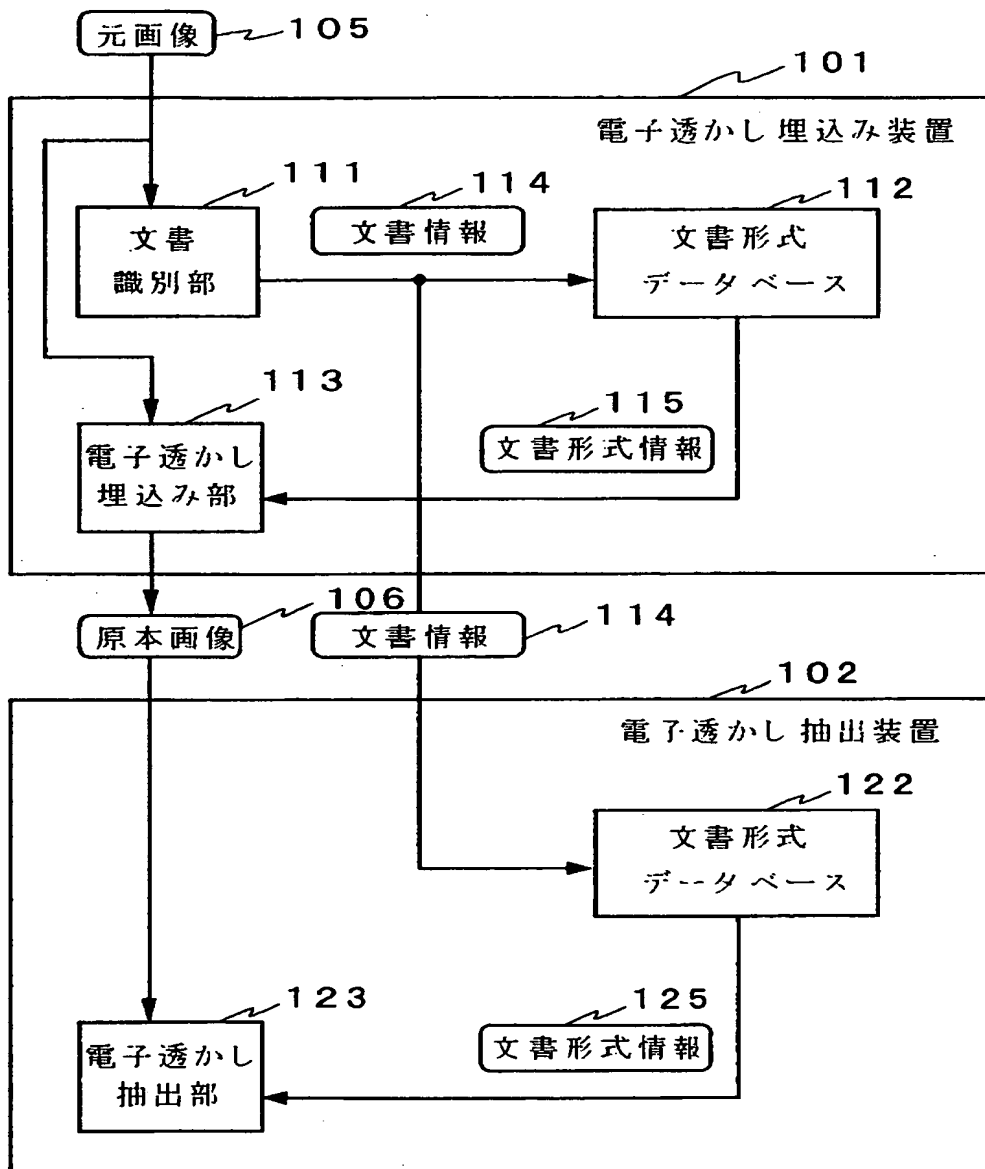 元画像
105
101
電子透かし 埋込み装置
111
114
112
文書
識別部
文書情報
文書形式
データベース
113
115
電子透かし
埋込み部
文書形式情報
106
原本画像
文書情報
114
102
電子透かし 抽出装置
122
文書形式
データベース
123
125
電子透かし
抽出部
文書形式情報